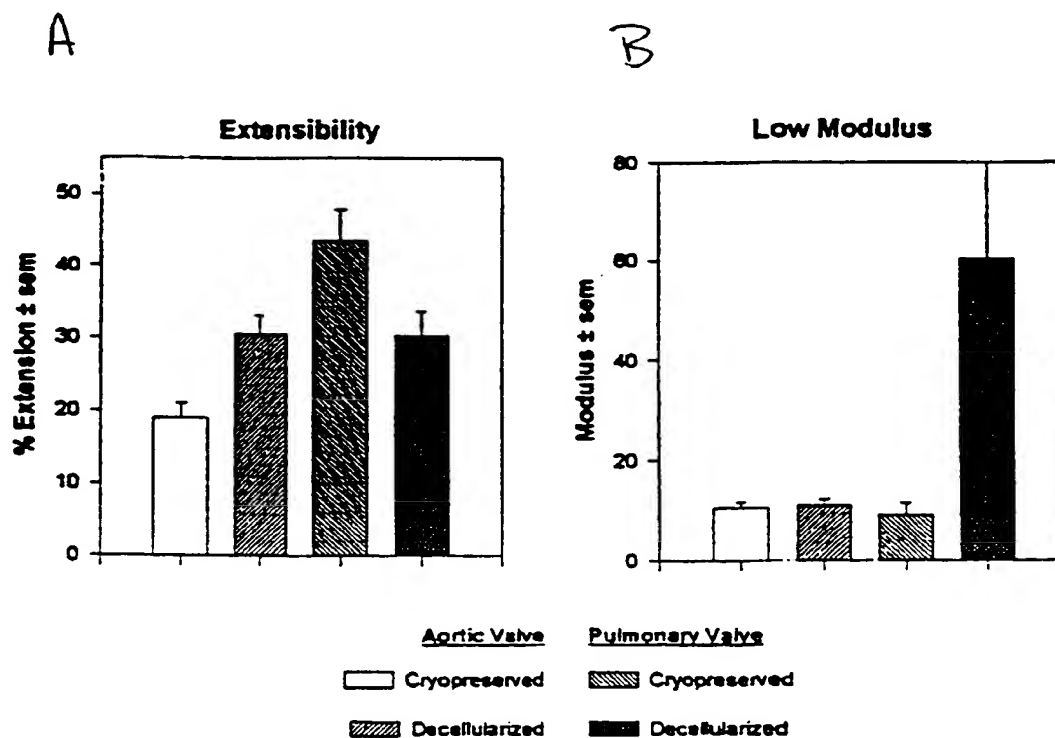 A
B
Extensibility
% Extension ± sem
50
40
30
20
10
0
Low Modulus
Modulus ± sem
80
60
40
20
0
Aortic Valve Pulmonary Valve
Cryopreserved Cryopreserved
Decellularized Decellularized